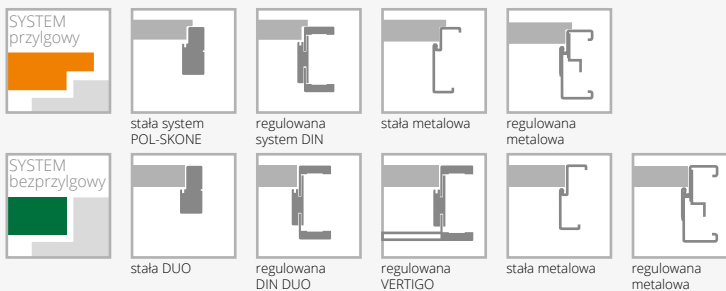 SYSTEM
przylgowy
stała system
POL-SKONE
regulowana
system DIN
stała metalowa
regulowana
metalowa
SYSTEM
bezprzylgowy
stała DUO
regulowana
DIN DUO
regulowana
VERTIGO
stała metalowa
regulowana
metalowa